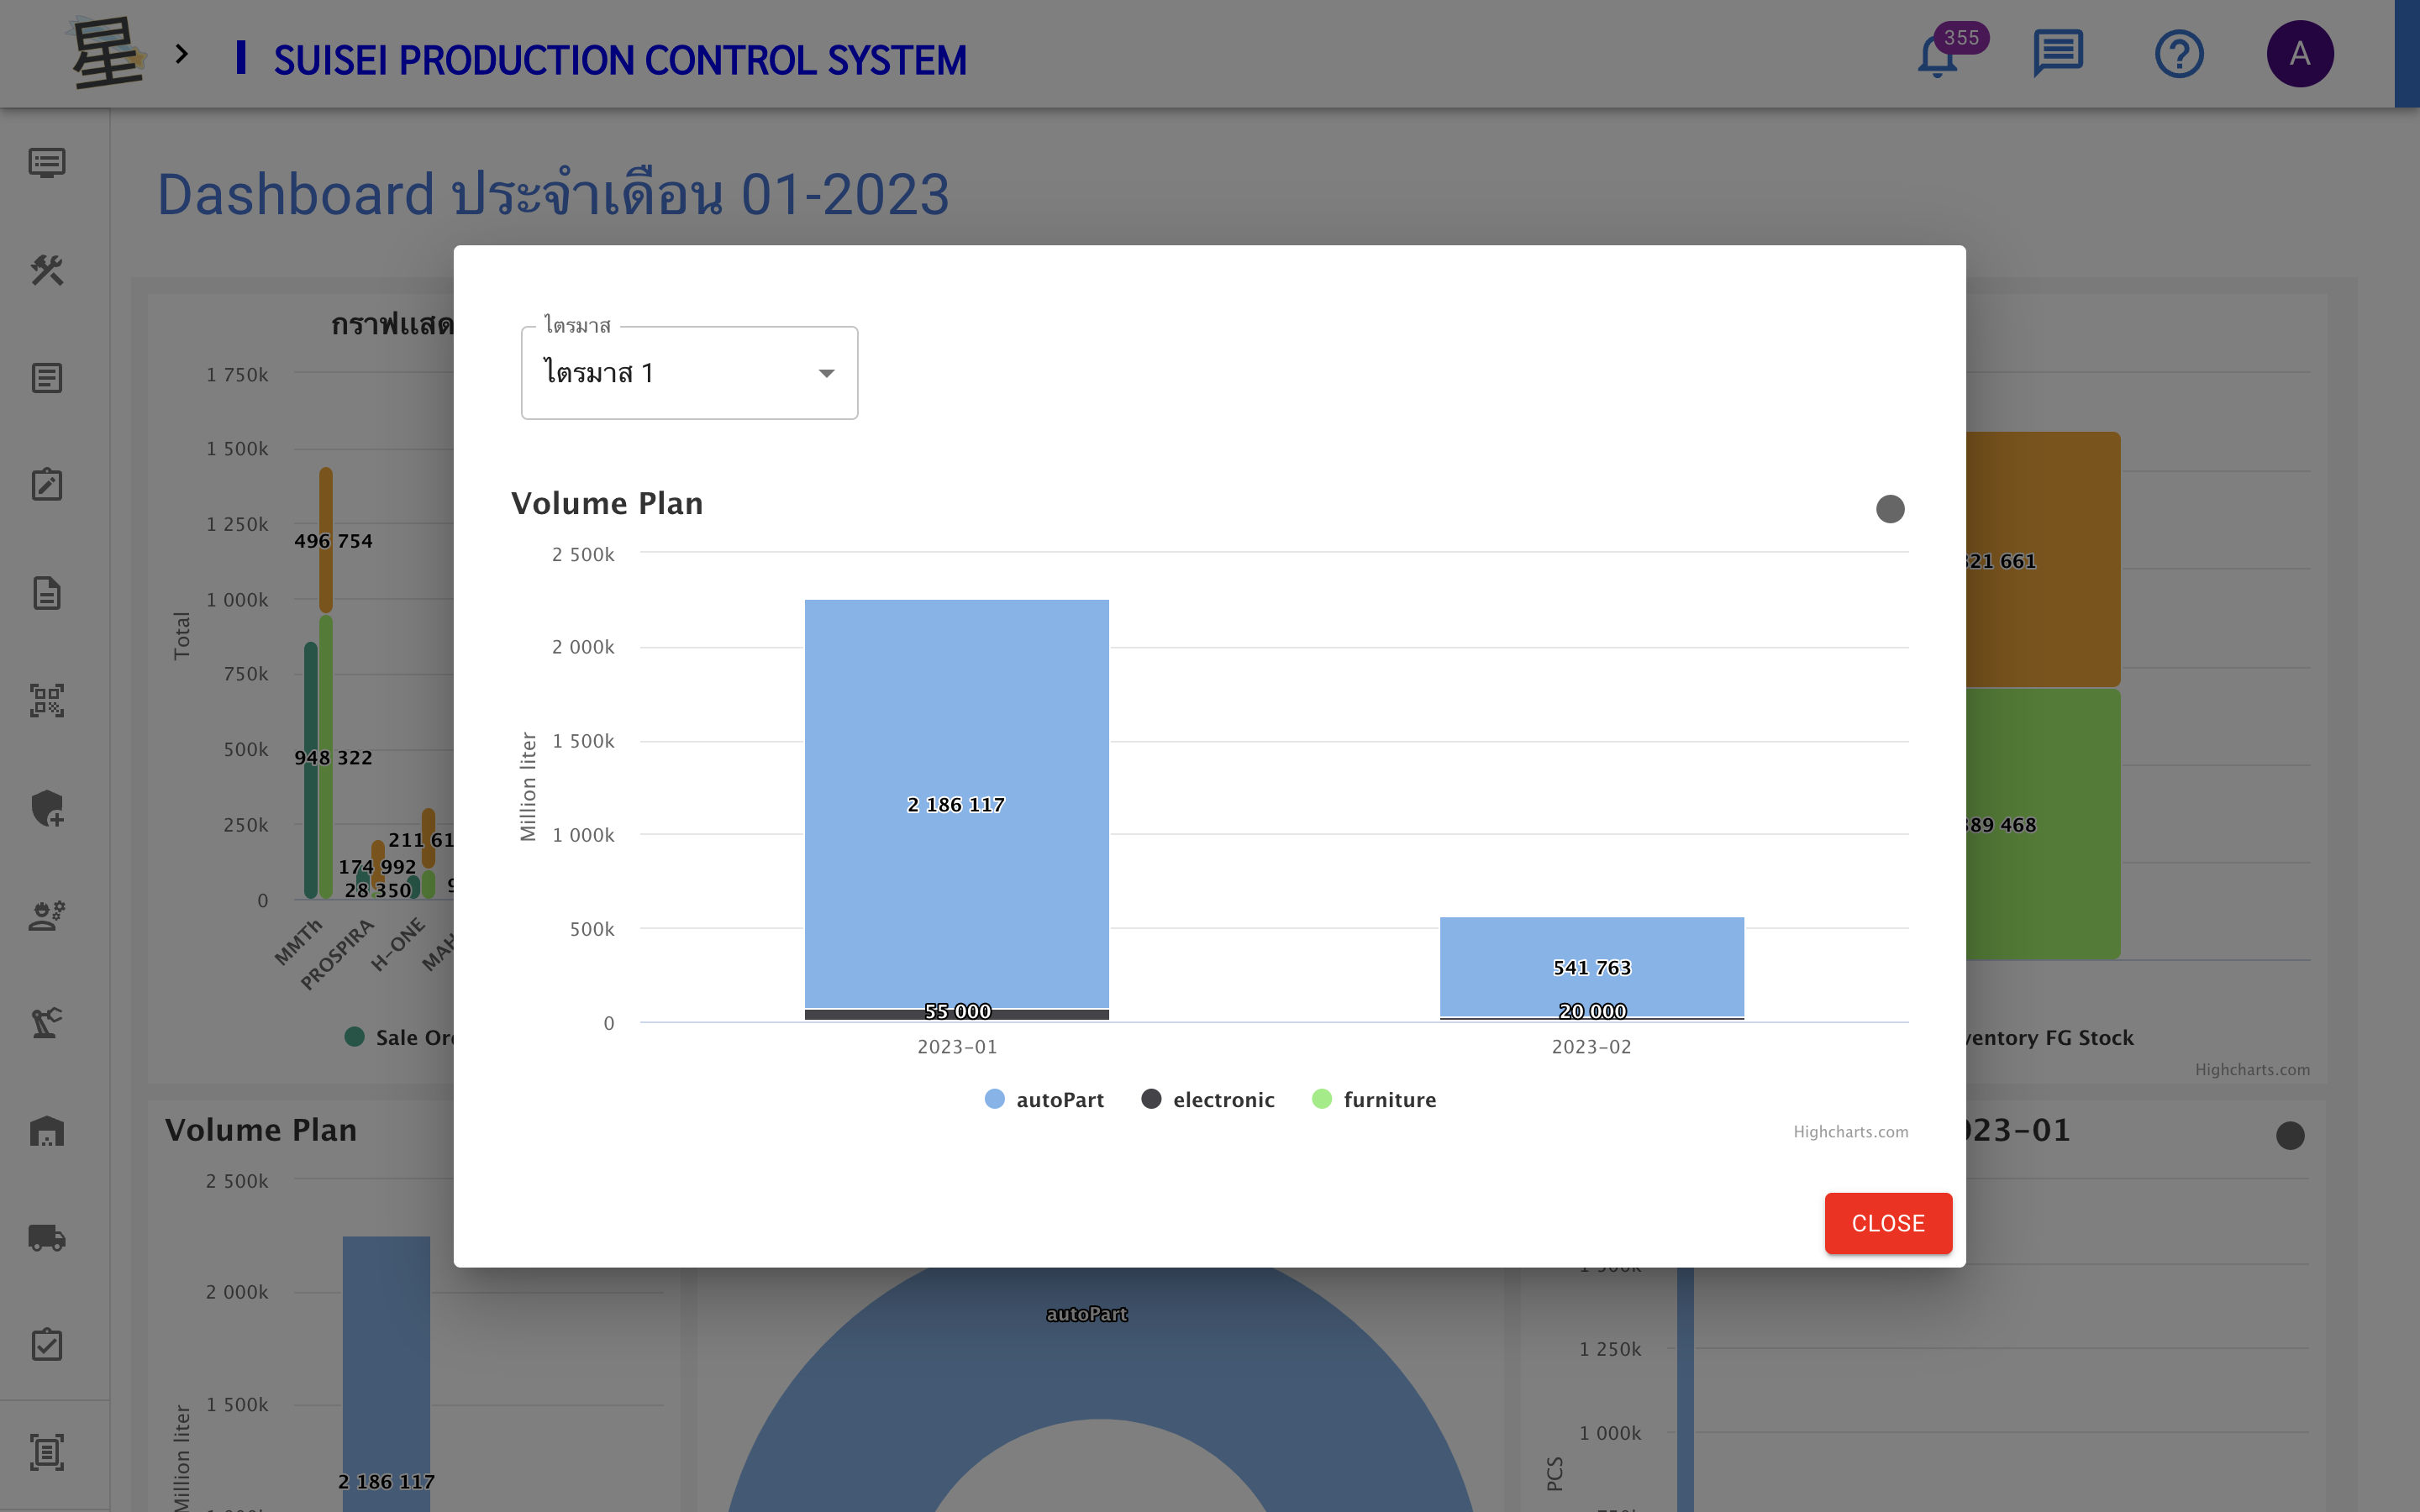 星
SUISEI PRODUCTION CONTROL SYSTEM
355
A
Dashboard ประจำเดือน 01-2023
กราฟแสด
1 750k
1 500k
1 250k
1 000k
750k
500k
250k
0
Total
496 754
948 322
174 992
28 350
211 61
MMTh
PROSPIRA
H-ONE
MAH
Sale Or
ไตรมาส
ไตรมาส 1
Volume Plan
2 500k
2 000k
1 500k
1 000k
500k
0
Million liter
2 186 117
55 000
541 763
20 000
2023-01
2023-02
autoPart
electronic
furniture
Highcharts.com
CLOSE
21 661
89 468
ventory FG Stock
Highcharts.com
Volume Plan
2 500k
2 000k
1 500k
Million liter
2 186 117
autoPart
023-01
1 250k
1 000k
PCS